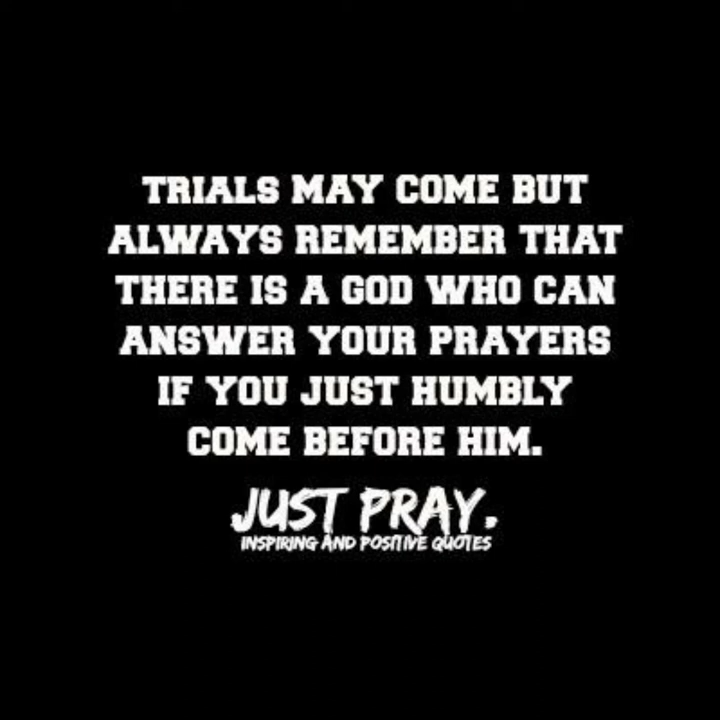 TRIALS MAY COME BUT
ALWAYS REMEMBER THAT
THERE IS A GOD WHO CAN
ANSWER YOUR PRAYERS
IF YOU JUST HUMBLY
COME BEFORE HIM.
JUST PRAY.
INSPIRING AND POSITIVE QUOTES